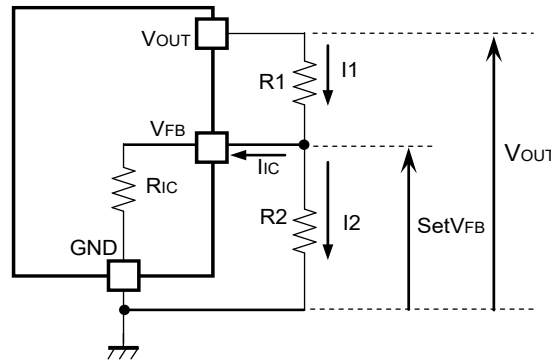 VOUT
R1
I1
VFB
IIC
VOUT
RIC
R2
I2
SetVFB
GND